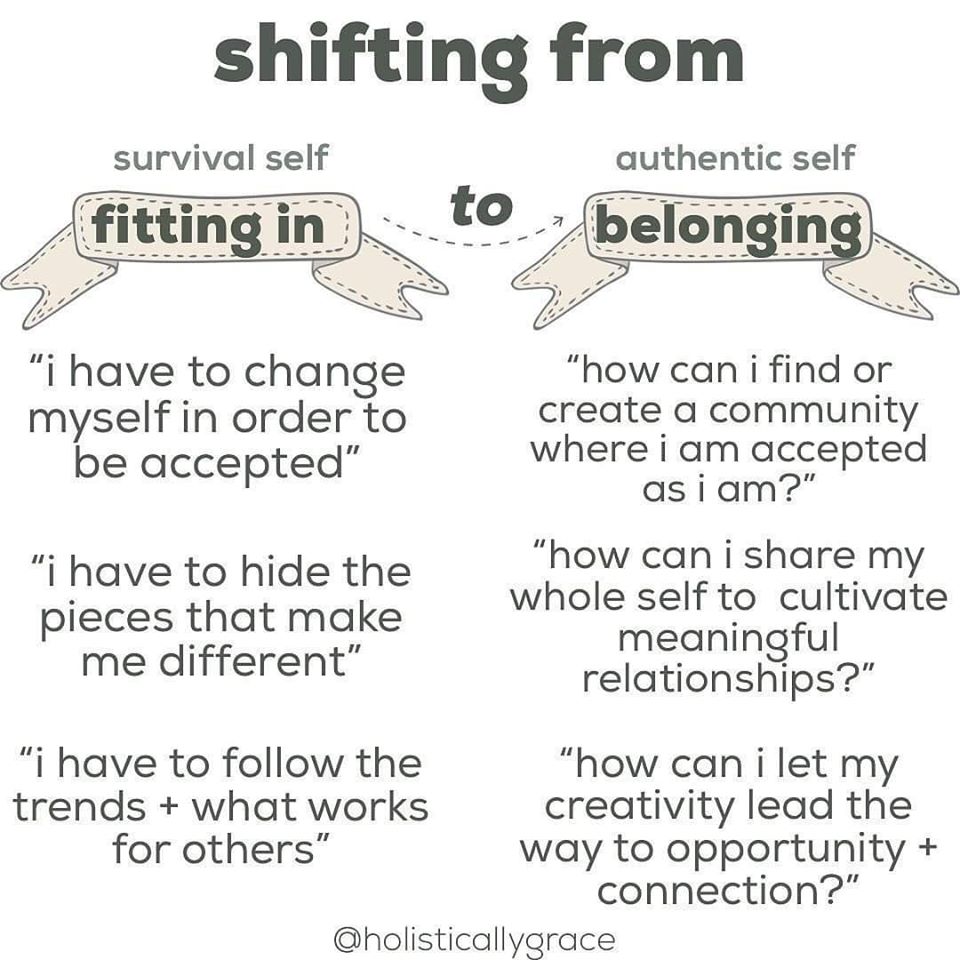 shifting from
survival self
fitting in
to
authentic self
belonging
“i have to change
myself in order to
be accepted”
“how can i find or
create a community
where i am accepted
as i am?”
“i have to hide the
pieces that make
me different”
“how can i share my
whole self to cultivate
meaningful
relationships?”
“i have to follow the
trends + what works
for others”
“how can i let my
creativity lead the
way to opportunity +
connection?”
@holisticallygrace